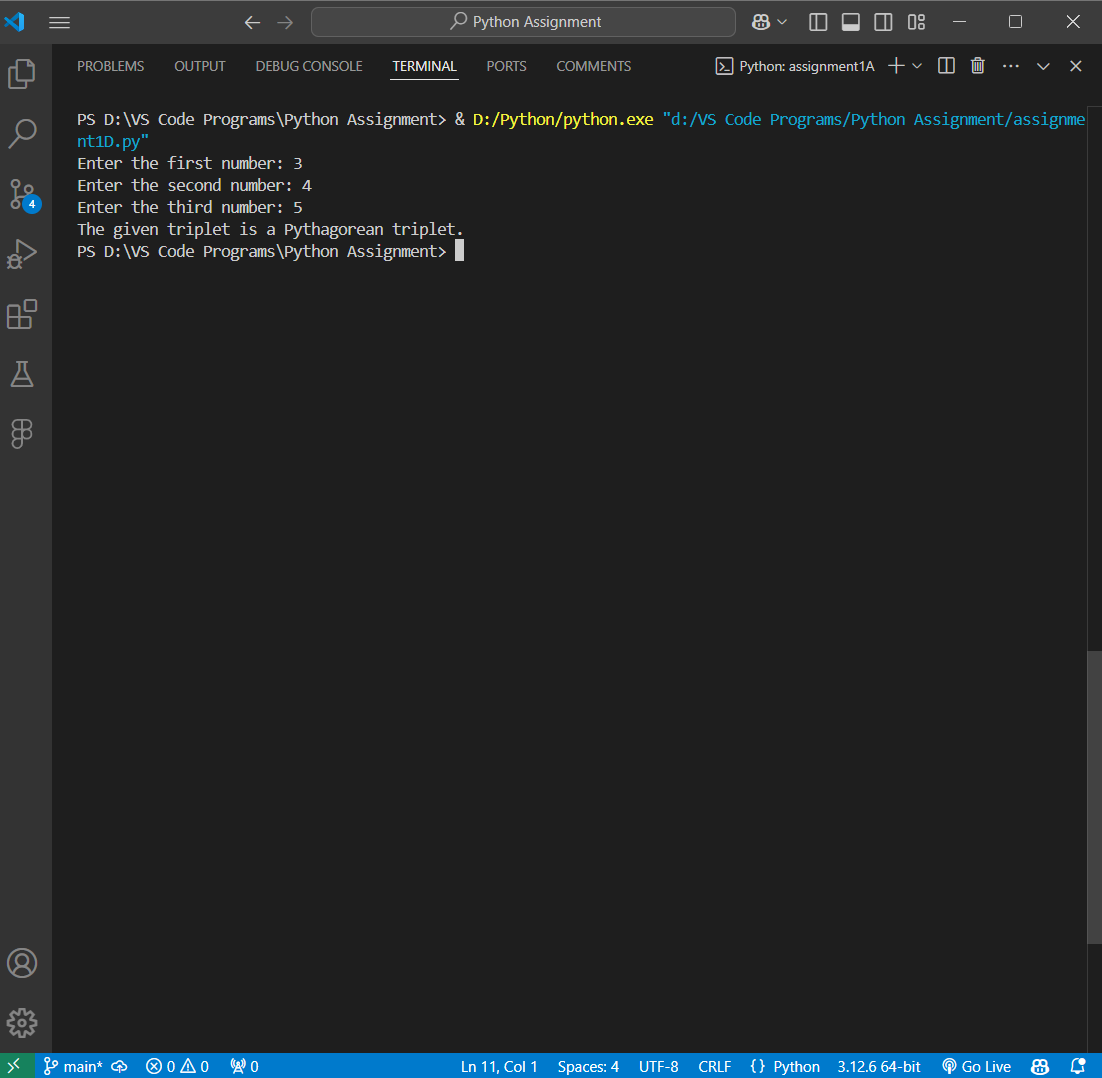 Python Assignment
PROBLEMS OUTPUT DEBUG CONSOLE TERMINAL PORTS COMMENTS Python: assignment1A
PS D:\VS Code Programs\Python Assignment> & D:/Python/python.exe "d:/VS Code Programs/Python Assignment/assignme
nt1D.py"
Enter the first number: 3
Enter the second number: 4
Enter the third number: 5
The given triplet is a Pythagorean triplet.
PS D:\VS Code Programs\Python Assignment>
4
main* 0 0 0 Ln 11, Col 1 Spaces: 4 UTF-8 CRLF {} Python 3.12.6 64-bit Go Live